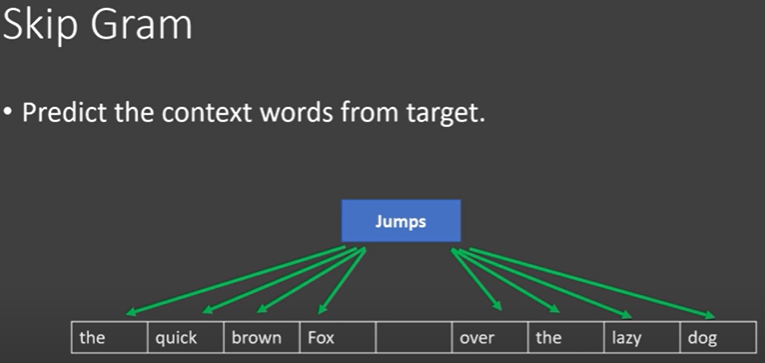 Skip Gram
• Predict the context words from target.
Jumps
the quick brown Fox over the lazy dog